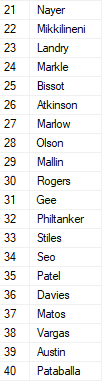 21 Nayer
22 Mikkilineni
23 Landry
24 Markle
25 Bissot
26 Atkinson
27 Marlow
28 Olson
29 Mallin
30 Rogers
31 Gee
32 Philtanker
33 Stiles
34 Seo
35 Patel
36 Davies
37 Matos
38 Vargas
39 Austin
40 Pataballa